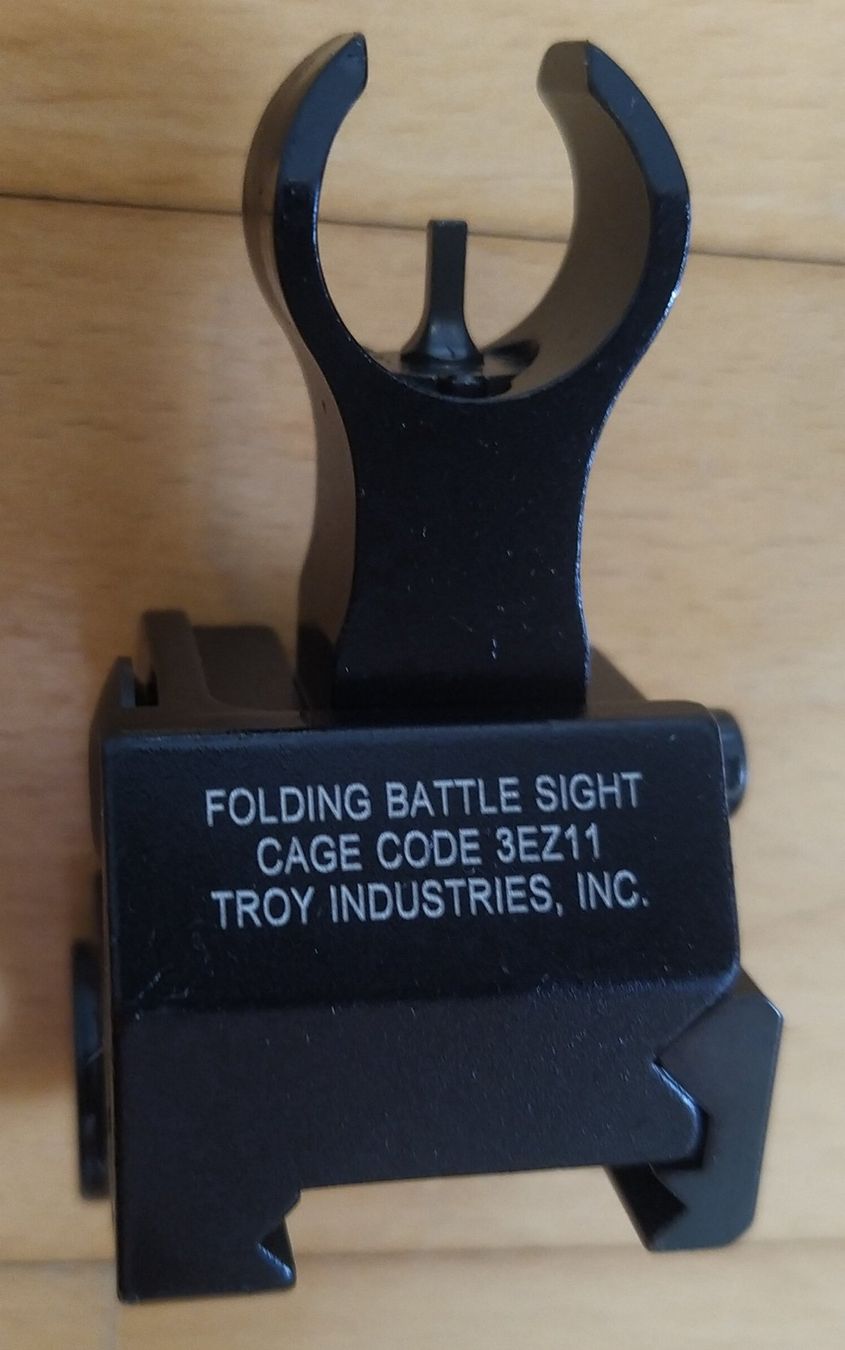 FOLDING BATTLE SIGHT
CAGE CODE 3EZ11
TROY INDUSTRIES, INC.